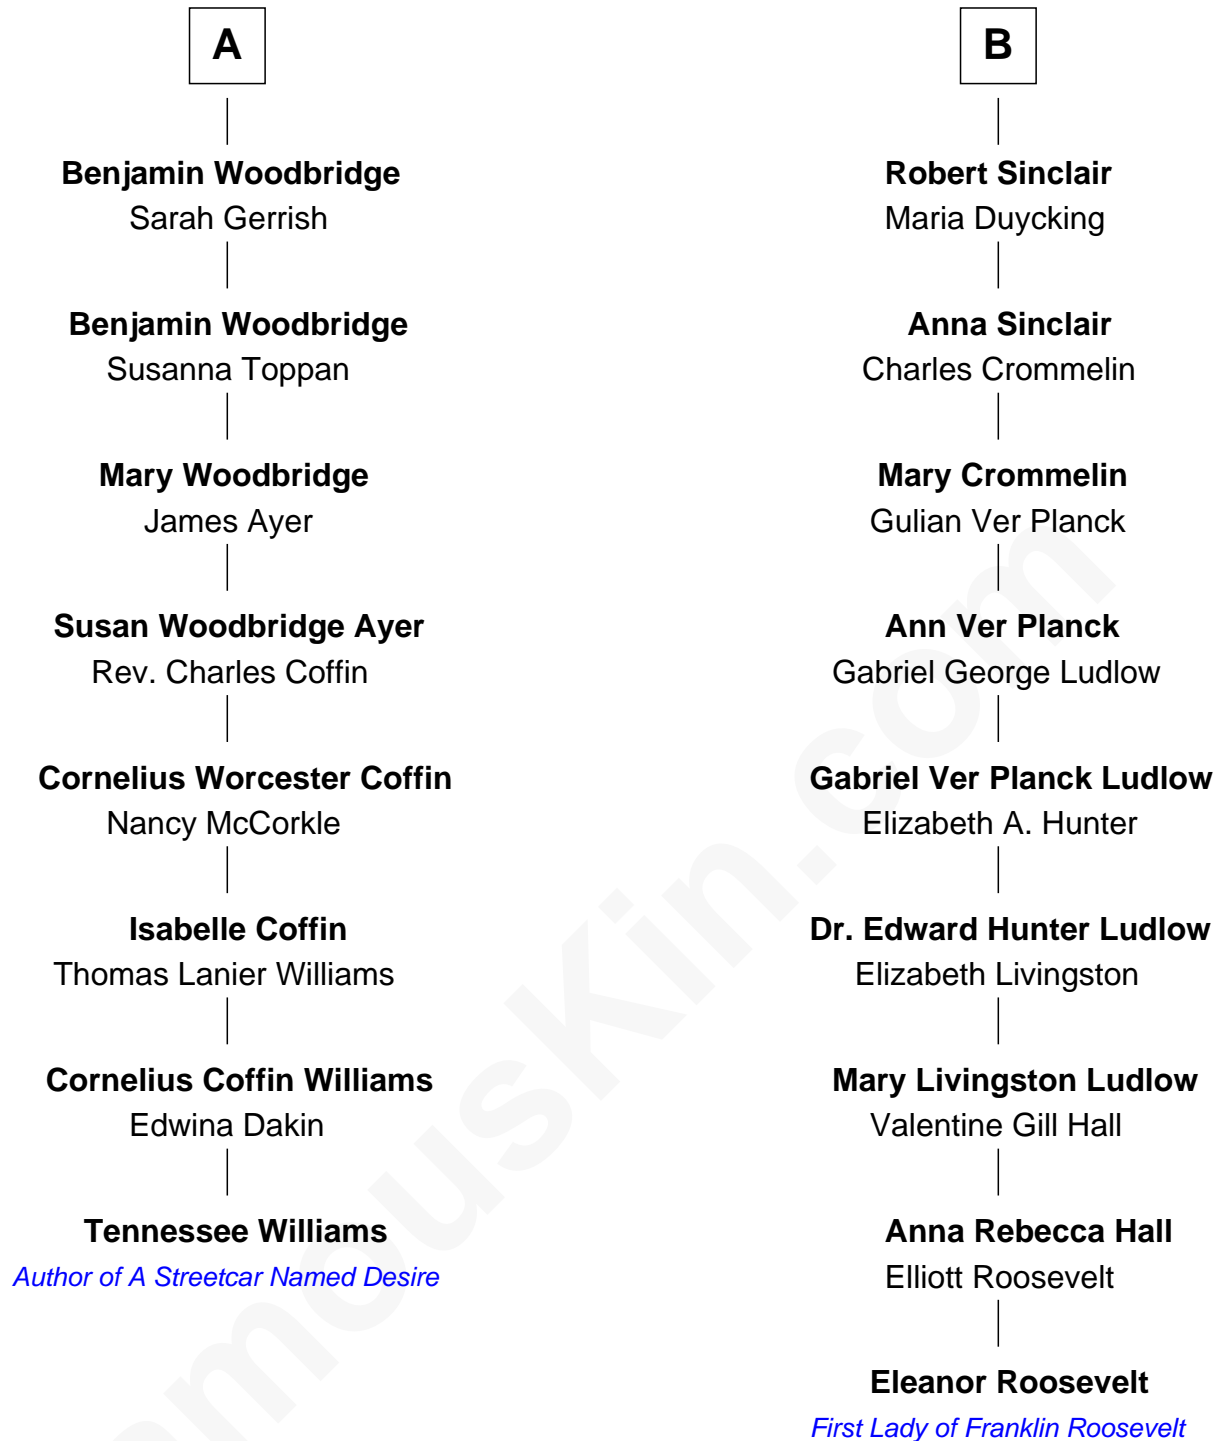 A
Benjamin Woodbridge
Sarah Gerrish
Benjamin Woodbridge
Susanna Toppan
Mary Woodbridge
James Ayer
Susan Woodbridge Ayer
Rev. Charles Coffin
Cornelius Worcester Coffin
Nancy McCorkle
Isabelle Coffin
Thomas Lanier Williams
Cornelius Coffin Williams
Edwina Dakin
Tennessee Williams
Author of A Streetcar Named Desire
B
Robert Sinclair
Maria Duycking
Anna Sinclair
Charles Crommelin
Mary Crommelin
Gulian Ver Planck
Ann Ver Planck
Gabriel George Ludlow
Gabriel Ver Planck Ludlow
Elizabeth A. Hunter
Dr. Edward Hunter Ludlow
Elizabeth Livingston
Mary Livingston Ludlow
Valentine Gill Hall
Anna Rebecca Hall
Elliott Roosevelt
Eleanor Roosevelt
First Lady of Franklin Roosevelt
amousKin.com